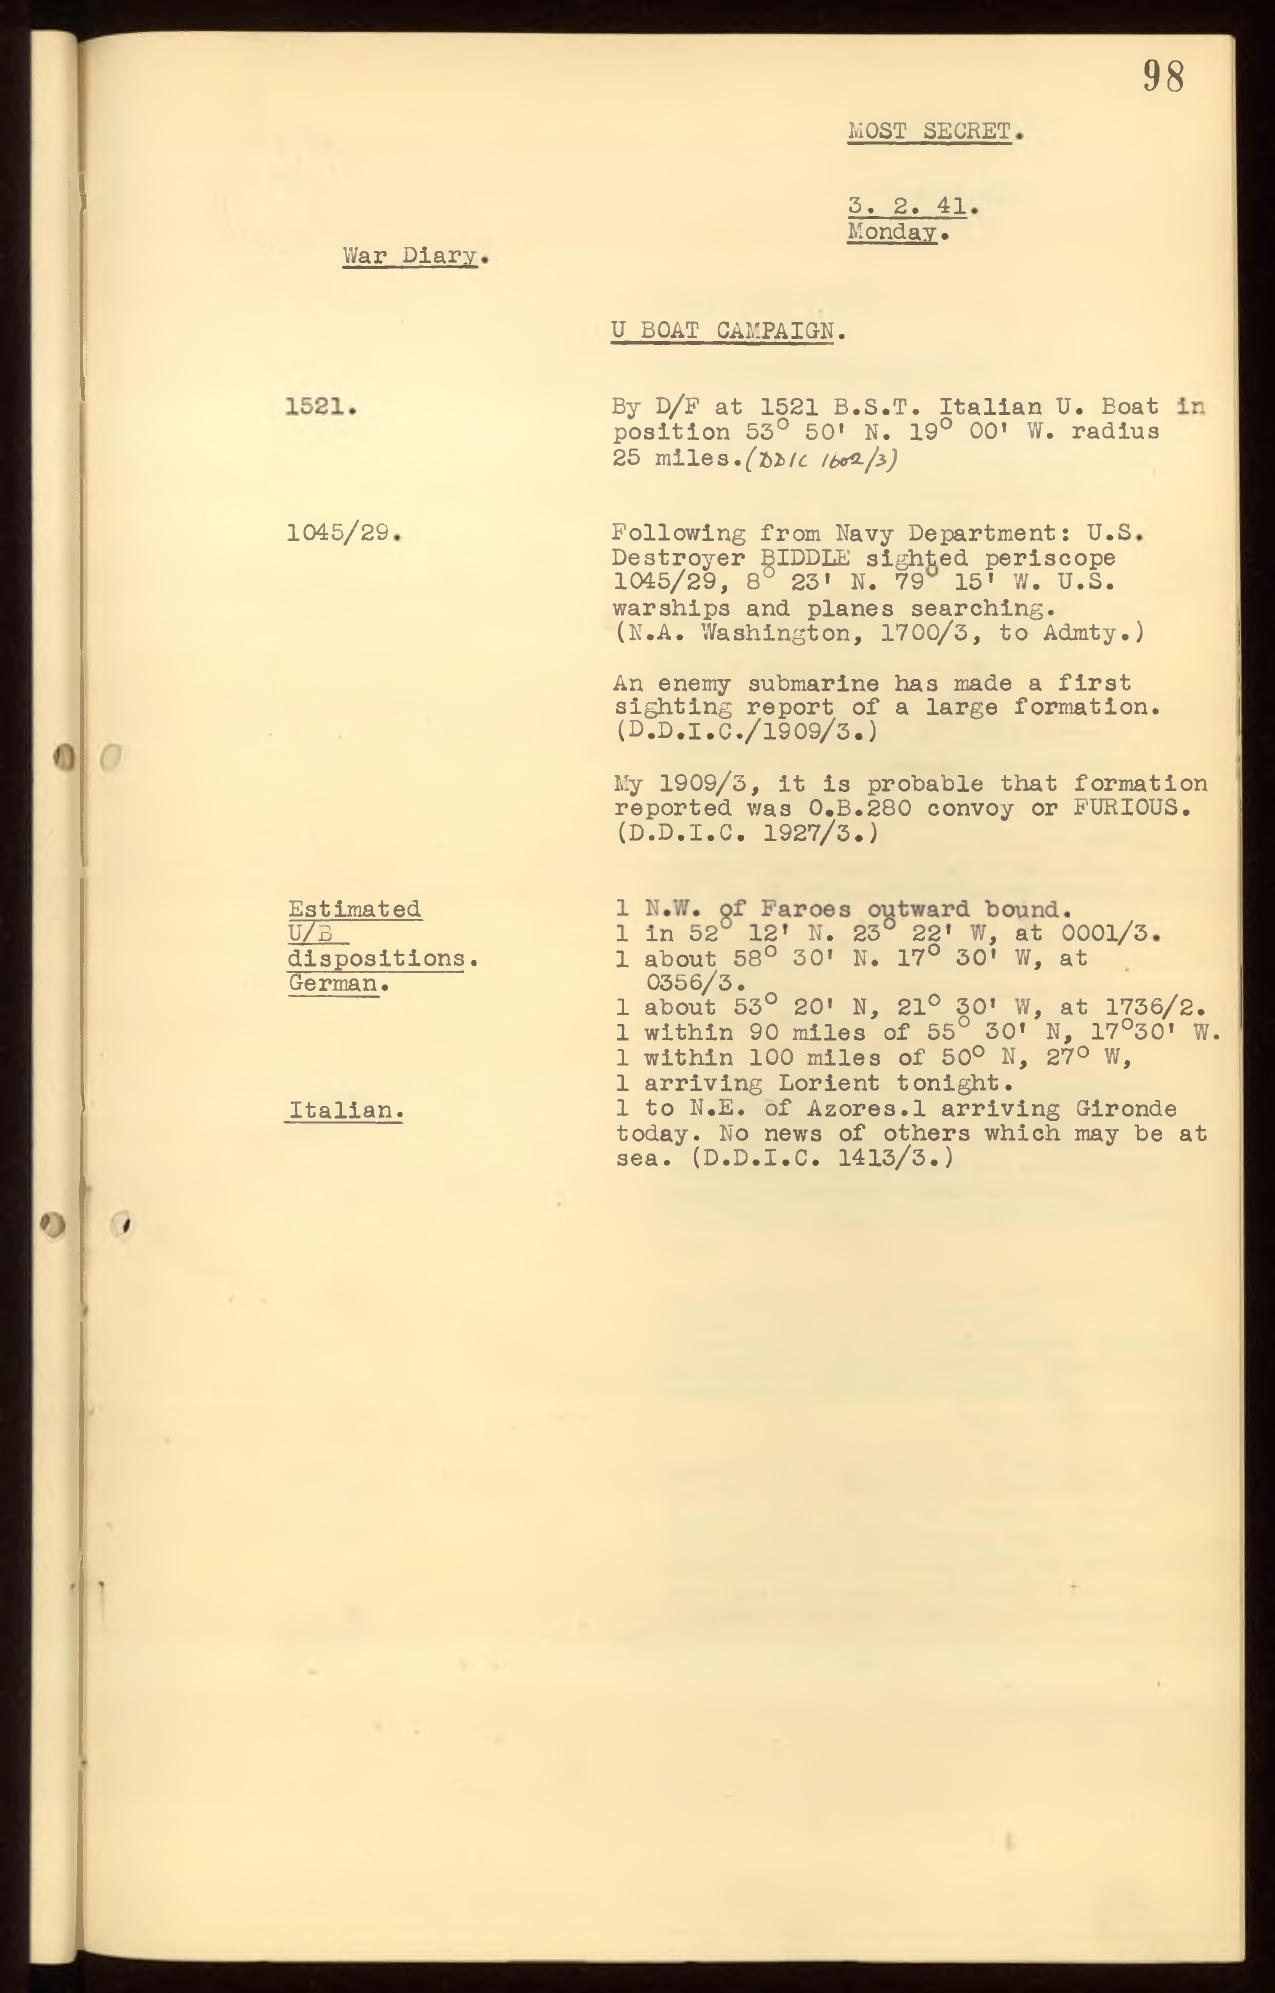 98
MOST SECRET.
3. 2. 41.
Monday.
War Diary.
U BOAT CAMPAIGN.
1521.
By D/F at 1521 B.S.T. Italian U. Boat in
position 53° 50' N. 19° 00' W. radius
25 miles.(DDIC 1602/3)
1045/29.
Following from Navy Department: U.S.
Destroyer BIDDLE sighted periscope
1045/29, 8° 23' N. 79° 15' W. U.S.
warships and planes searching.
(N.A. Washington, 1700/3, to Admty.)
An enemy submarine has made a first
sighting report of a large formation.
(D.D.I.C./1909/3.)
My 1909/3, it is probable that formation
reported was O.B.280 convoy or FURIOUS.
(D.D.I.C. 1927/3.)
Estimated
U/B
dispositions.
German.
1 N.W. of Faroes outward bound.
1 in 52° 12' N. 23° 22' W, at 0001/3.
1 about 58° 30' N. 17° 30' W, at
0356/3.
1 about 53° 20' N, 21° 30' W, at 1736/2.
1 within 90 miles of 55° 30' N, 17°30' W.
1 within 100 miles of 50° N, 27° W,
1 arriving Lorient tonight.
Italian.
1 to N.E. of Azores.1 arriving Gironde
today. No news of others which may be at
sea. (D.D.I.C. 1413/3.)